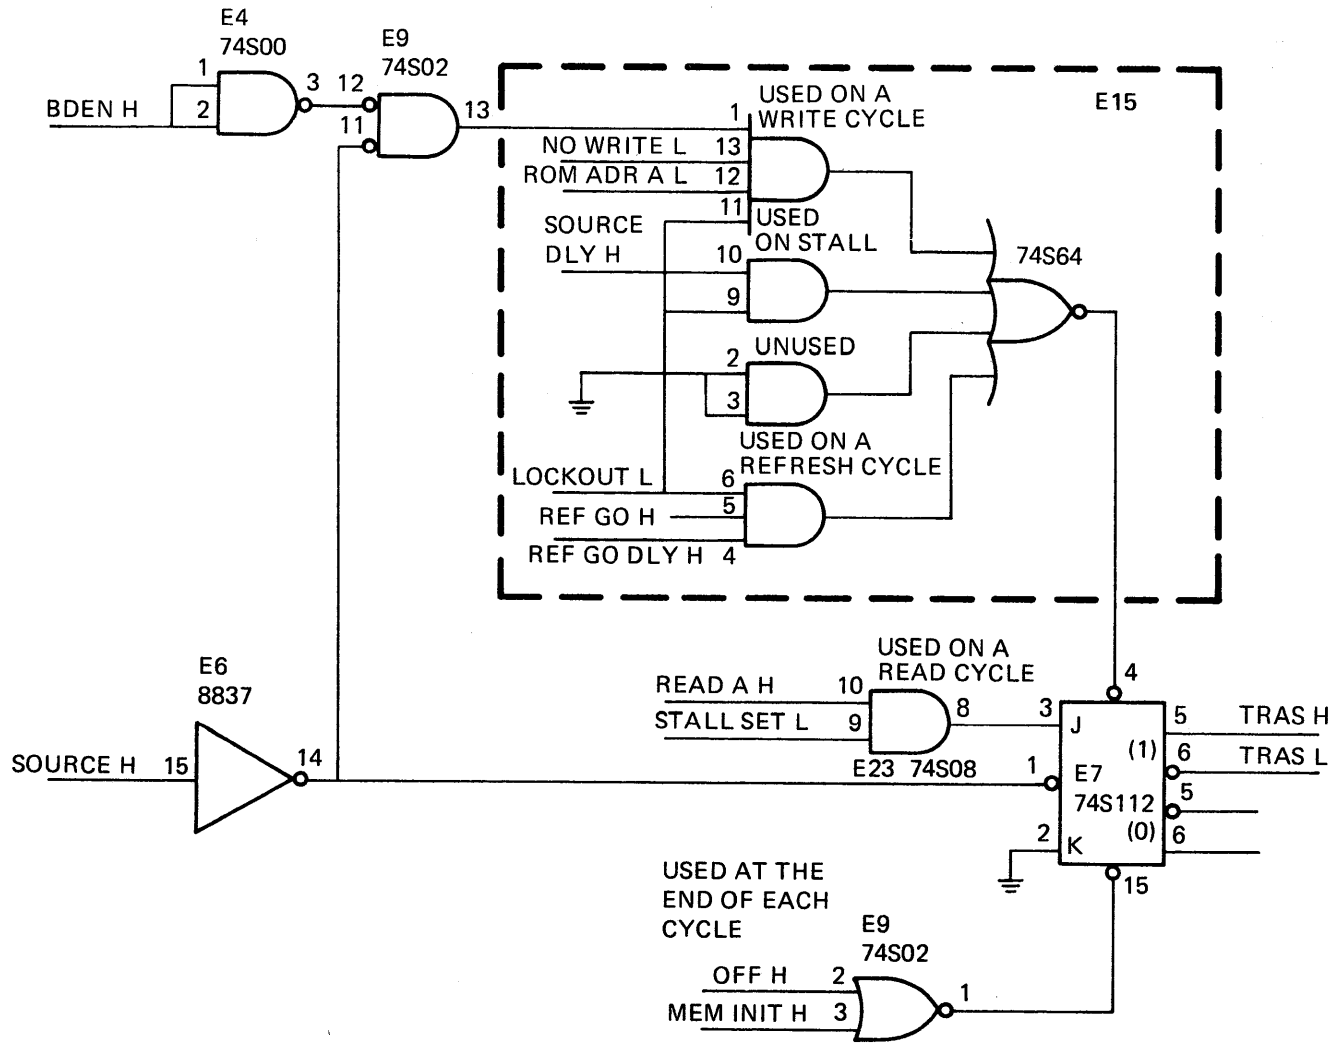 E4
74S00
E9
74S02
1
2
3
12
11
13
BDEN H
E15
USED ON A
WRITE CYCLE
1
NO WRITE L 13
ROM ADR A L 12
11
USED
ON STALL
SOURCE
DLY H
10
9
74S64
UNUSED
2
3
USED ON A
REFRESH CYCLE
LOCKOUT L 6
REF GO H 5
REF GO DLY H 4
E6
8837
SOURCE H 15
14
USED ON A
READ CYCLE
READ A H 10
STALL SET L 9
8
E23 74S08
4
3
J
1
E7
74S112
2
K
(1)
(0)
5 TRAS H
6 TRAS L
5
6
15
USED AT THE
END OF EACH
CYCLE
E9
74S02
OFF H 2
MEM INIT H 3
1